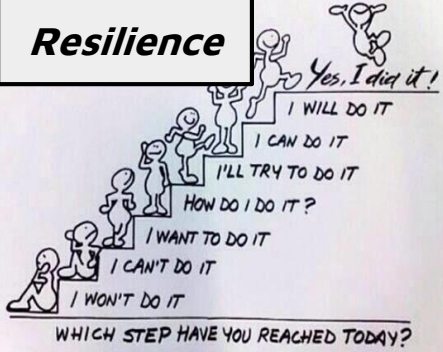 Resilience
Yes, I did it!
I WILL DO IT
I CAN DO IT
I'LL TRY TO DO IT
HOW DO I DO IT?
I WANT TO DO IT
I CAN'T DO IT
I WON'T DO IT
WHICH STEP HAVE YOU REACHED TODAY?